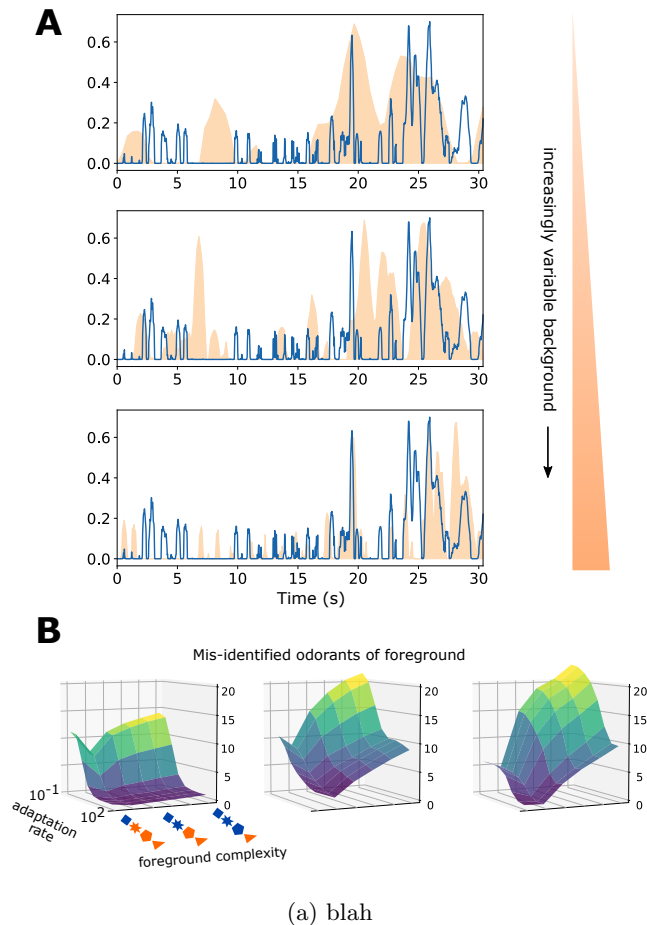 A
0.6
0.4
0.2
0.0
0 5 10 15 20 25 30
0.6
0.4
0.2
0.0
0 5 10 15 20 25 30
0.6
0.4
0.2
0.0
0 5 10 15 20 25 30
Time (s)
increasingly variable background
B
Mis-identified odorants of foreground
20
15
10
5
0
20
15
10
5
0
20
15
10
5
0
10-1
102
adaptation
rate
foreground complexity
(a) blah